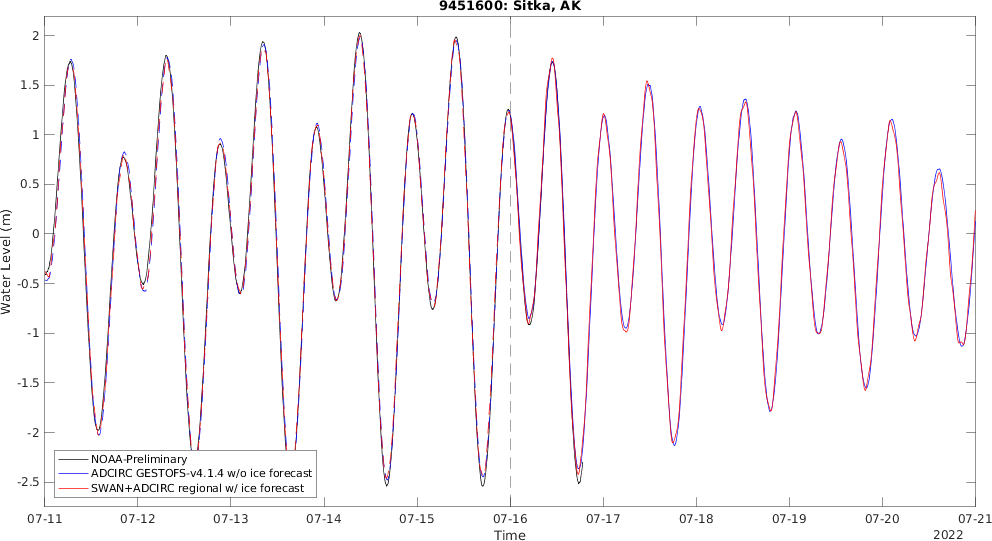 9451600: Sitka, AK
2
1.5
1
0.5
0
-0.5
-1
-1.5
-2
-2.5
Water Level (m)
NOAA-Preliminary
ADCIRC GESTOFS-v4.1.4 w/o ice forecast
SWAN+ADCIRC regional w/ ice forecast
07-11 07-12 07-13 07-14 07-15 07-16 07-17 07-18 07-19 07-20 07-21
Time
2022